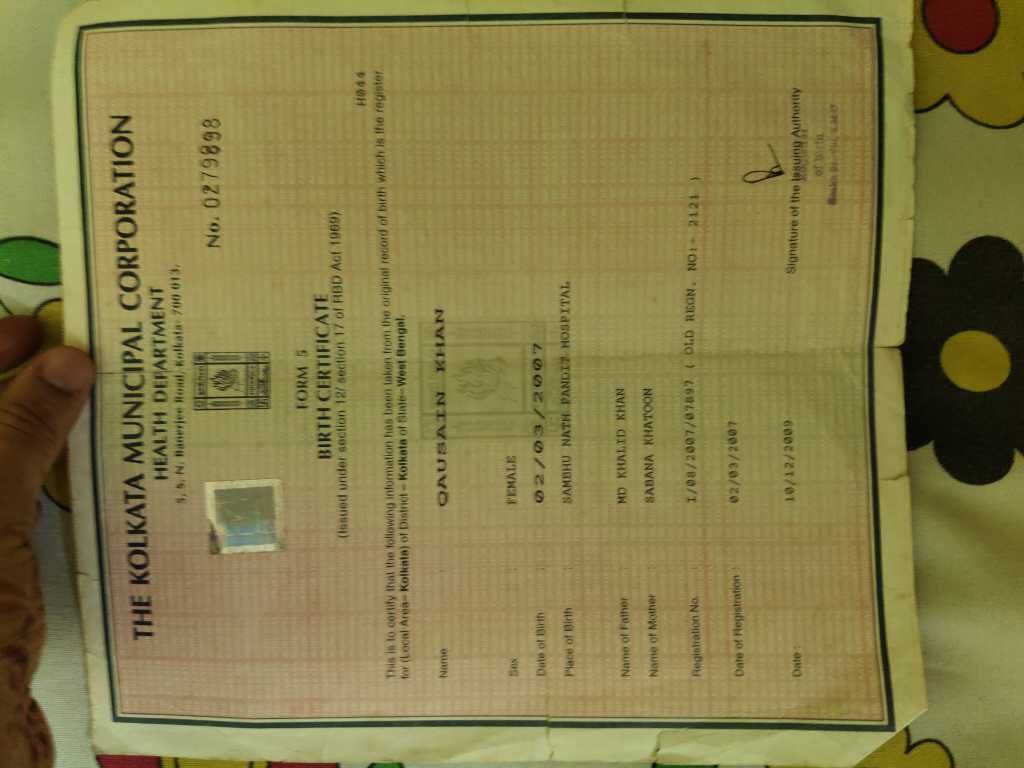 THE KOLKATA MUNICIPAL CORPORATION
HEALTH DEPARTMENT
5, S. N. Banerjee Road, Kolkata- 700 013.
No. 0279898
FORM 5
BIRTH CERTIFICATE
(Issued under section 12/ section 17 of RBD Act 1969)
H044
This is to certify that the following information has been taken from the original record of birth which is the register
for (Local Area– Kolkata) of District – Kolkata of State– West Bengal.
Name : QAUSAIN KHAN
Sex : FEMALE
Date of Birth : 02/03/2007
Place of Birth : SAMBHU NATH PANDIT HOSPITAL
Name of Father : MD KHALID KHAN
Name of Mother : SABANA KHATOON
Registration No. : I/08/2007/07897 ( OLD REGN. NO:- 2121 )
Date of Registration : 02/03/2007
Date : 10/12/2009
Signature of the Issuing Authority
of Birth